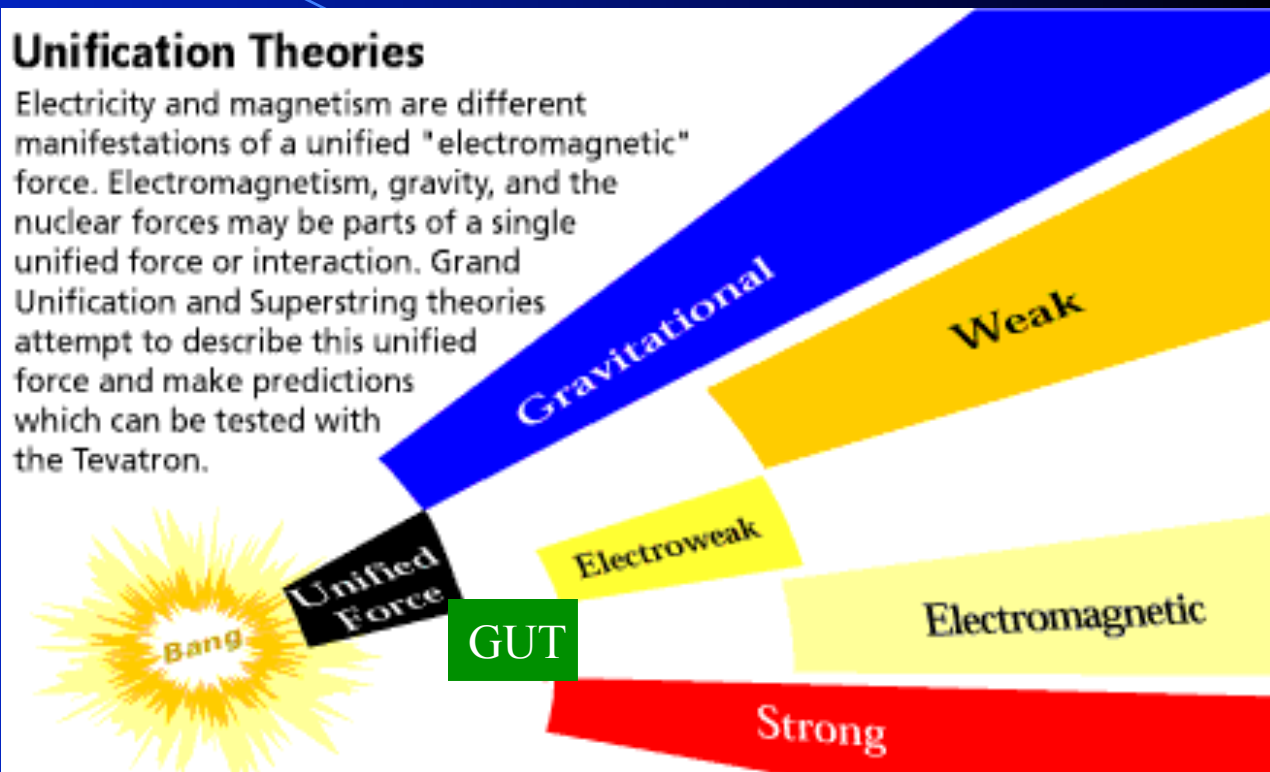 Unification Theories
Electricity and magnetism are different
manifestations of a unified "electromagnetic"
force. Electromagnetism, gravity, and the
nuclear forces may be parts of a single
unified force or interaction. Grand
Unification and Superstring theories
attempt to describe this unified
force and make predictions
which can be tested with
the Tevatron.
Gravitational
Weak
Electroweak
Unified
Force
Bang
GUT
Electromagnetic
Strong